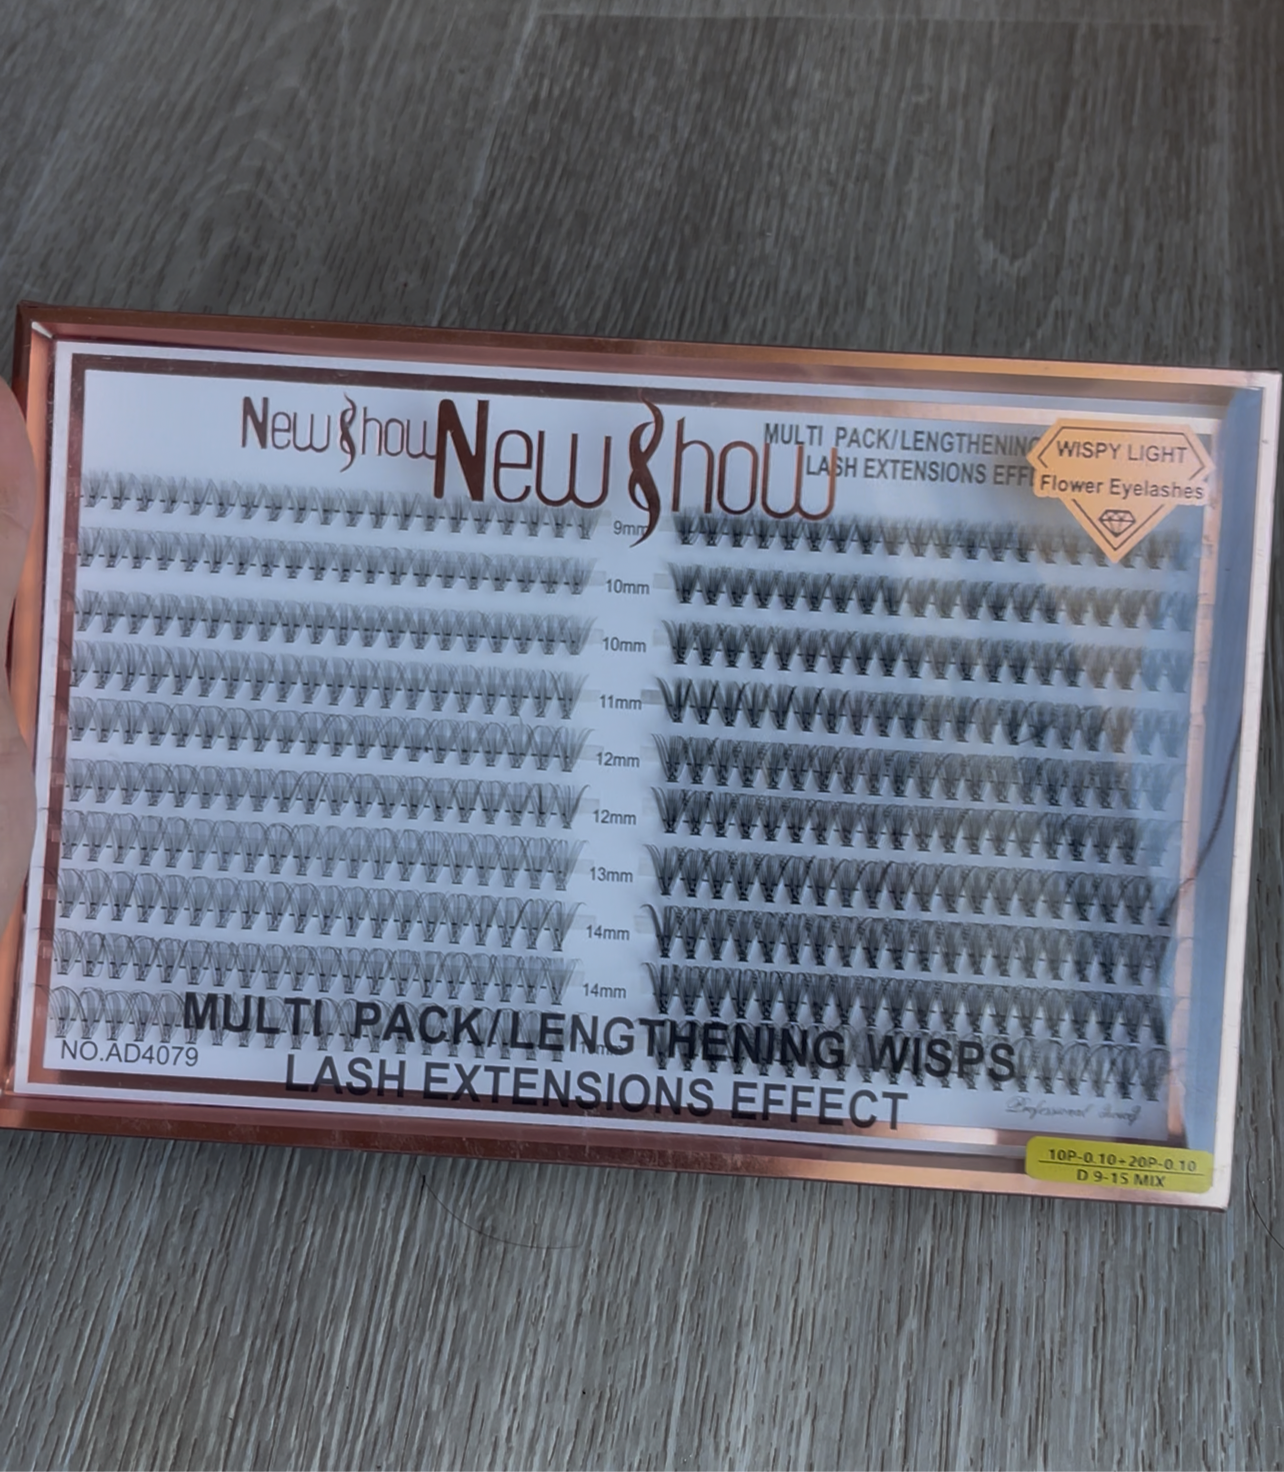 New Show
New Show
MULTI PACK/LENGTHENING
LASH EXTENSIONS EFF
WISPY LIGHT
Flower Eyelashes
9mm
10mm
10mm
11mm
12mm
12mm
13mm
14mm
14mm
MULTI PACK/LENGTHENING WISPS
LASH EXTENSIONS EFFECT
NO.AD4079
Professional
10P-0.10+20P-0.10
D 9-15 MIX